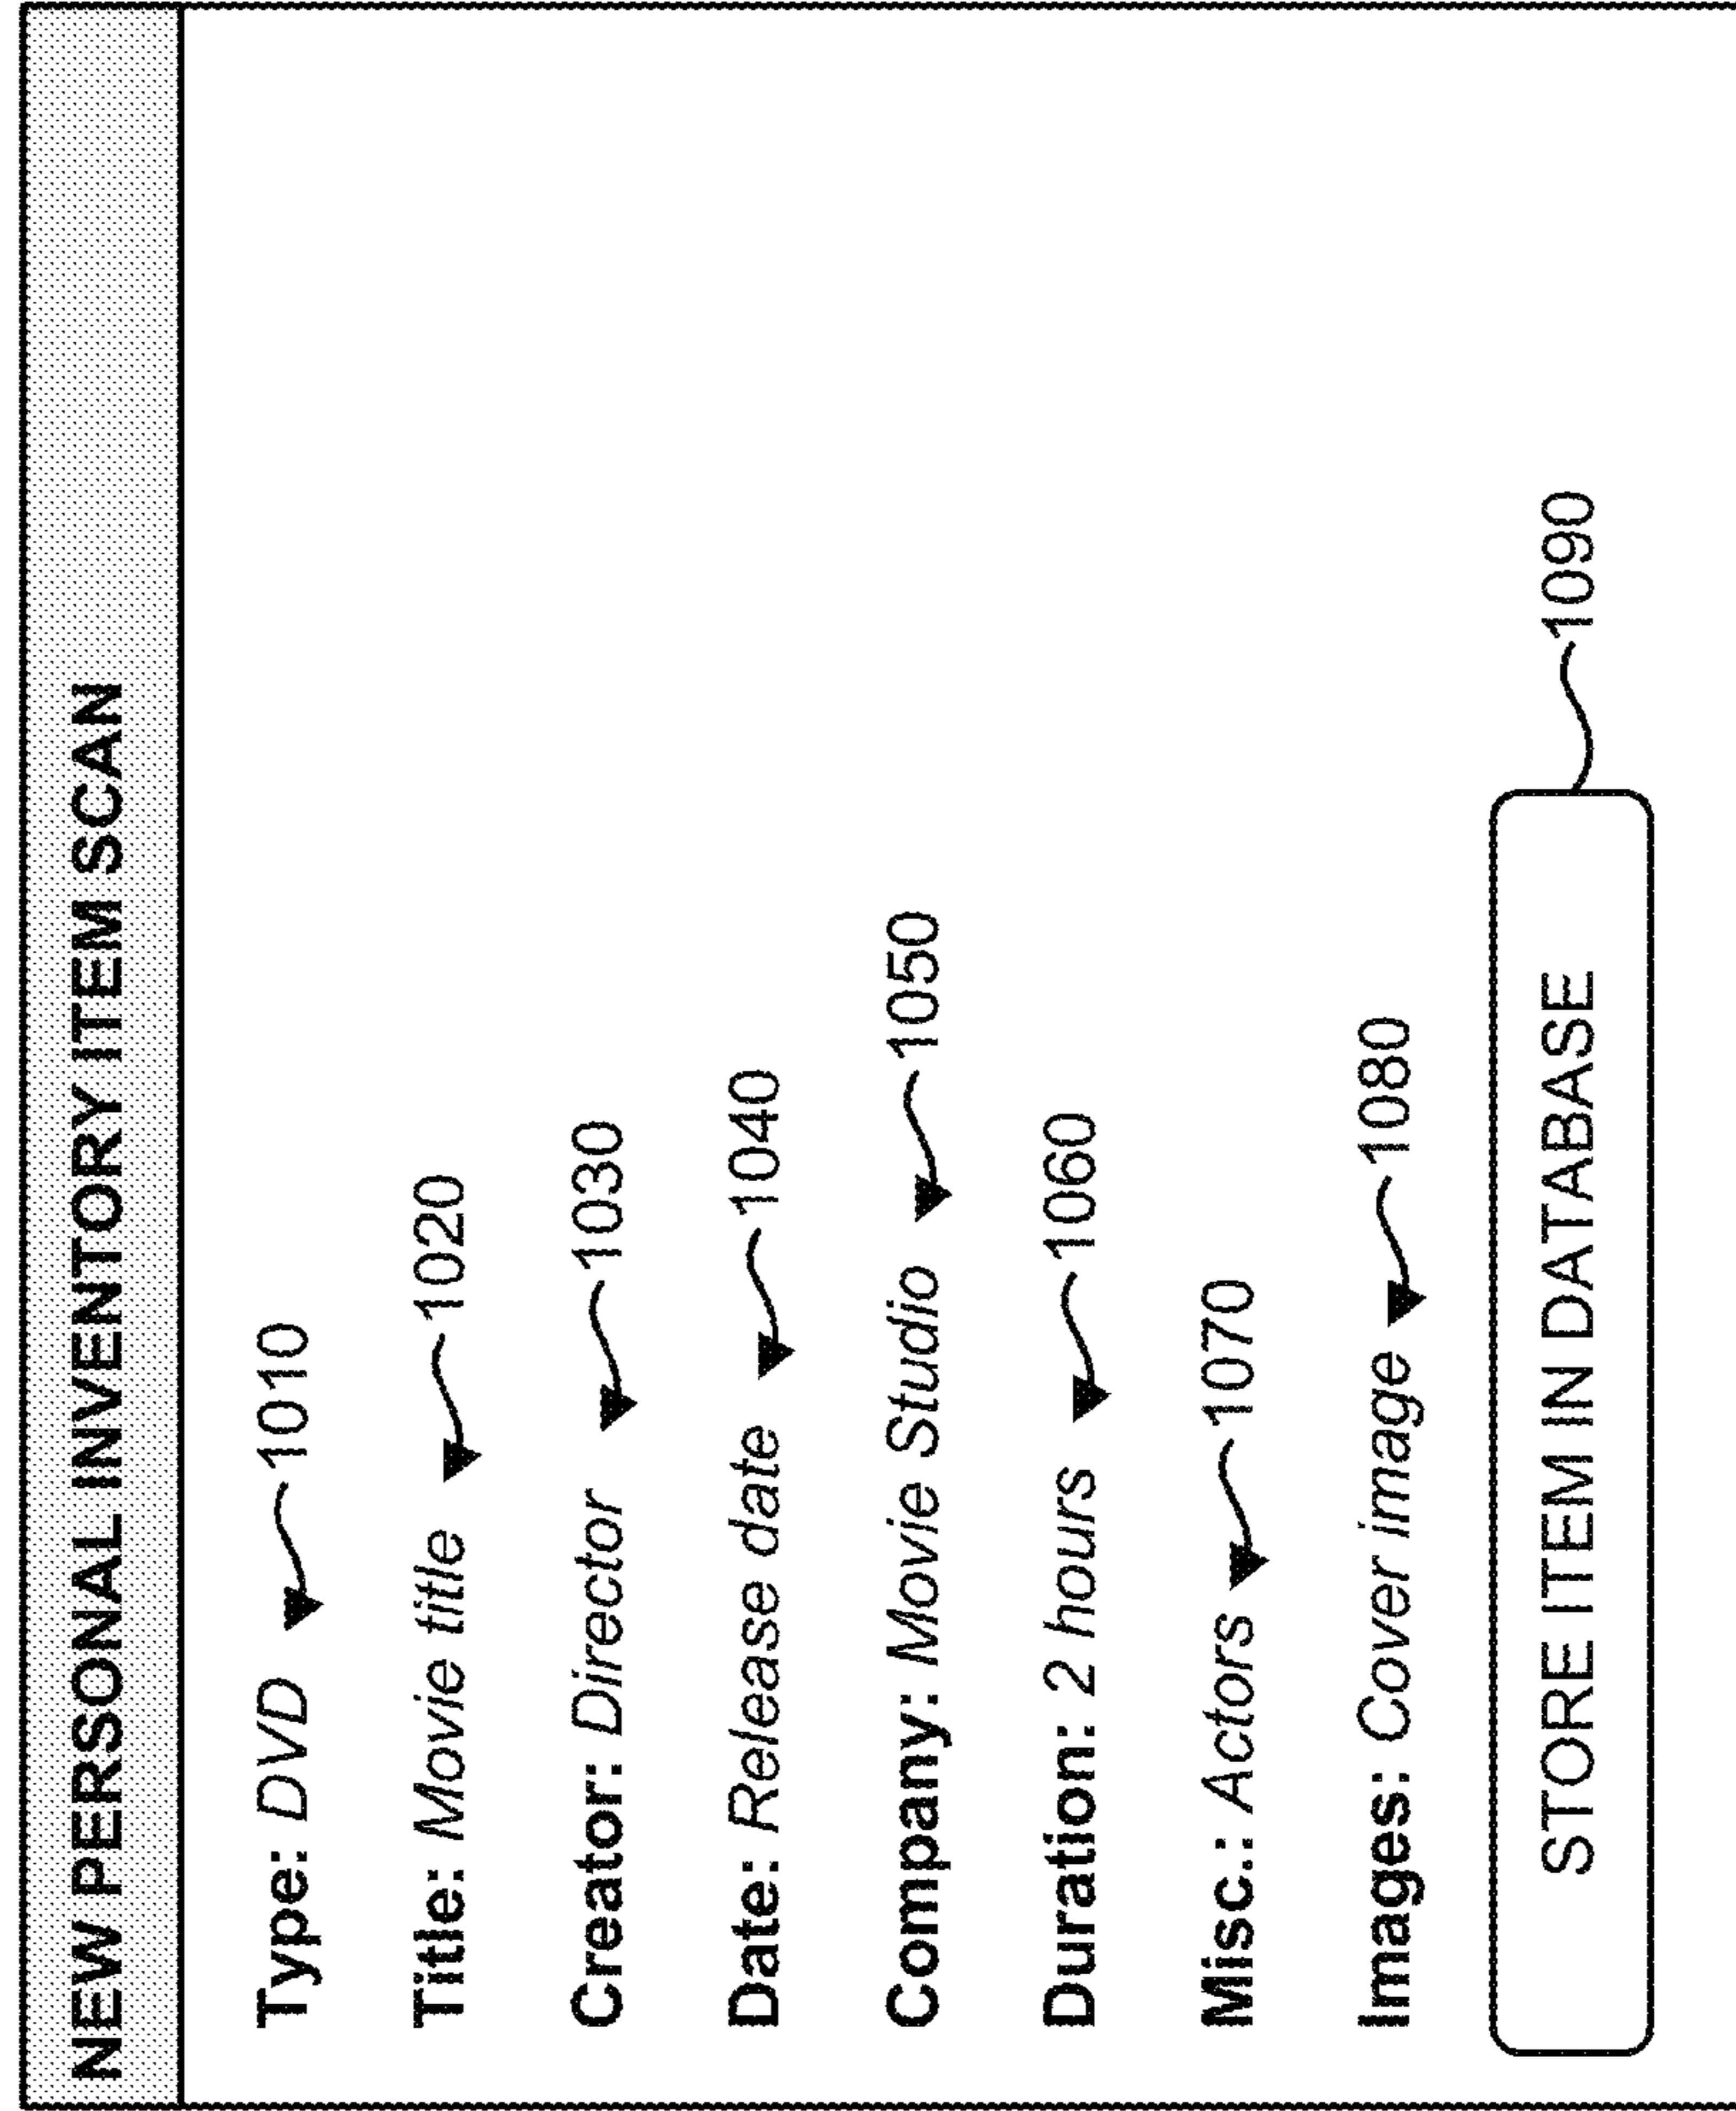 NEW PERSONAL INVENTORY ITEM SCAN
Type: DVD 1010
Title: Movie title 1020
Creator: Director 1030
Date: Release date 1040
Company: Movie Studio 1050
Duration: 2 hours 1060
Misc.: Actors 1070
Images: Cover image 1080
STORE ITEM IN DATABASE 1090